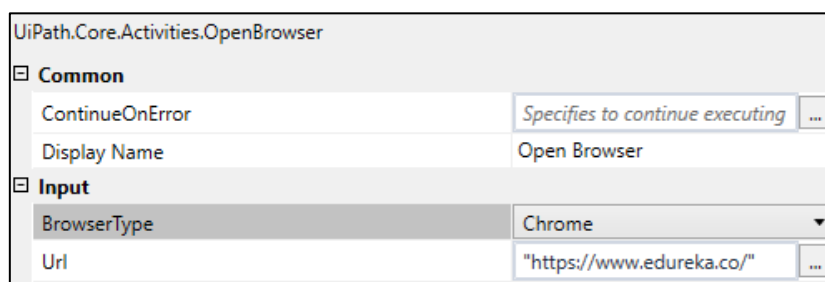 UiPath.Core.Activities.OpenBrowser
Common
ContinueOnError Specifies to continue executing ...
Display Name Open Browser
Input
BrowserType Chrome
Url "https://www.edureka.co/" ...